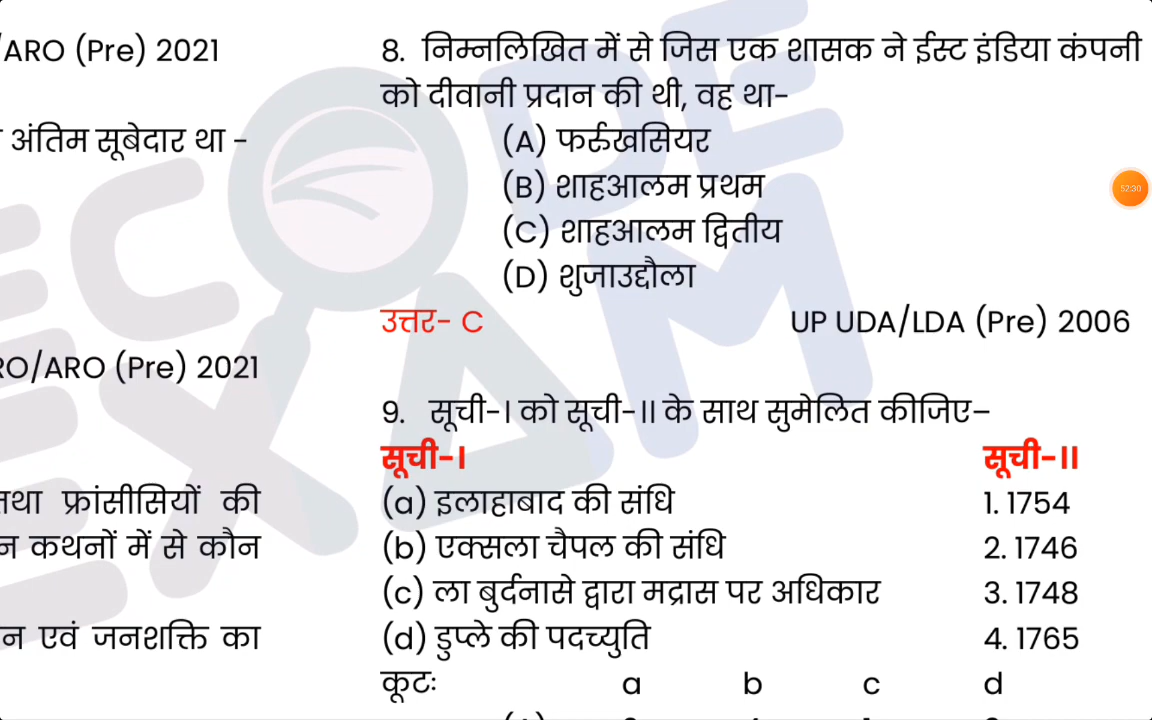 /ARO (Pre) 2021
अंतिम सूबेदार था -
RO/ARO (Pre) 2021
तथा फ्रांसीसियों की
न कथनों में से कौन
न एवं जनशक्ति का
8. निम्नलिखित में से जिस एक शासक ने ईस्ट इंडिया कंपनी
को दीवानी प्रदान की थी, वह था-
(A) फर्रुखसियर
(B) शाहआलम प्रथम
(C) शाहआलम द्वितीय
(D) शुजाउद्दौला
उत्तर- C UP UDA/LDA (Pre) 2006
9. सूची-I को सूची-II के साथ सुमेलित कीजिए–
सूची-I सूची-II
(a) इलाहाबाद की संधि 1. 1754
(b) एक्सला चैपल की संधि 2. 1746
(c) ला बुर्दनासे द्वारा मद्रास पर अधिकार 3. 1748
(d) डुप्ले की पदच्युति 4. 1765
कूटः a b c d
52:30